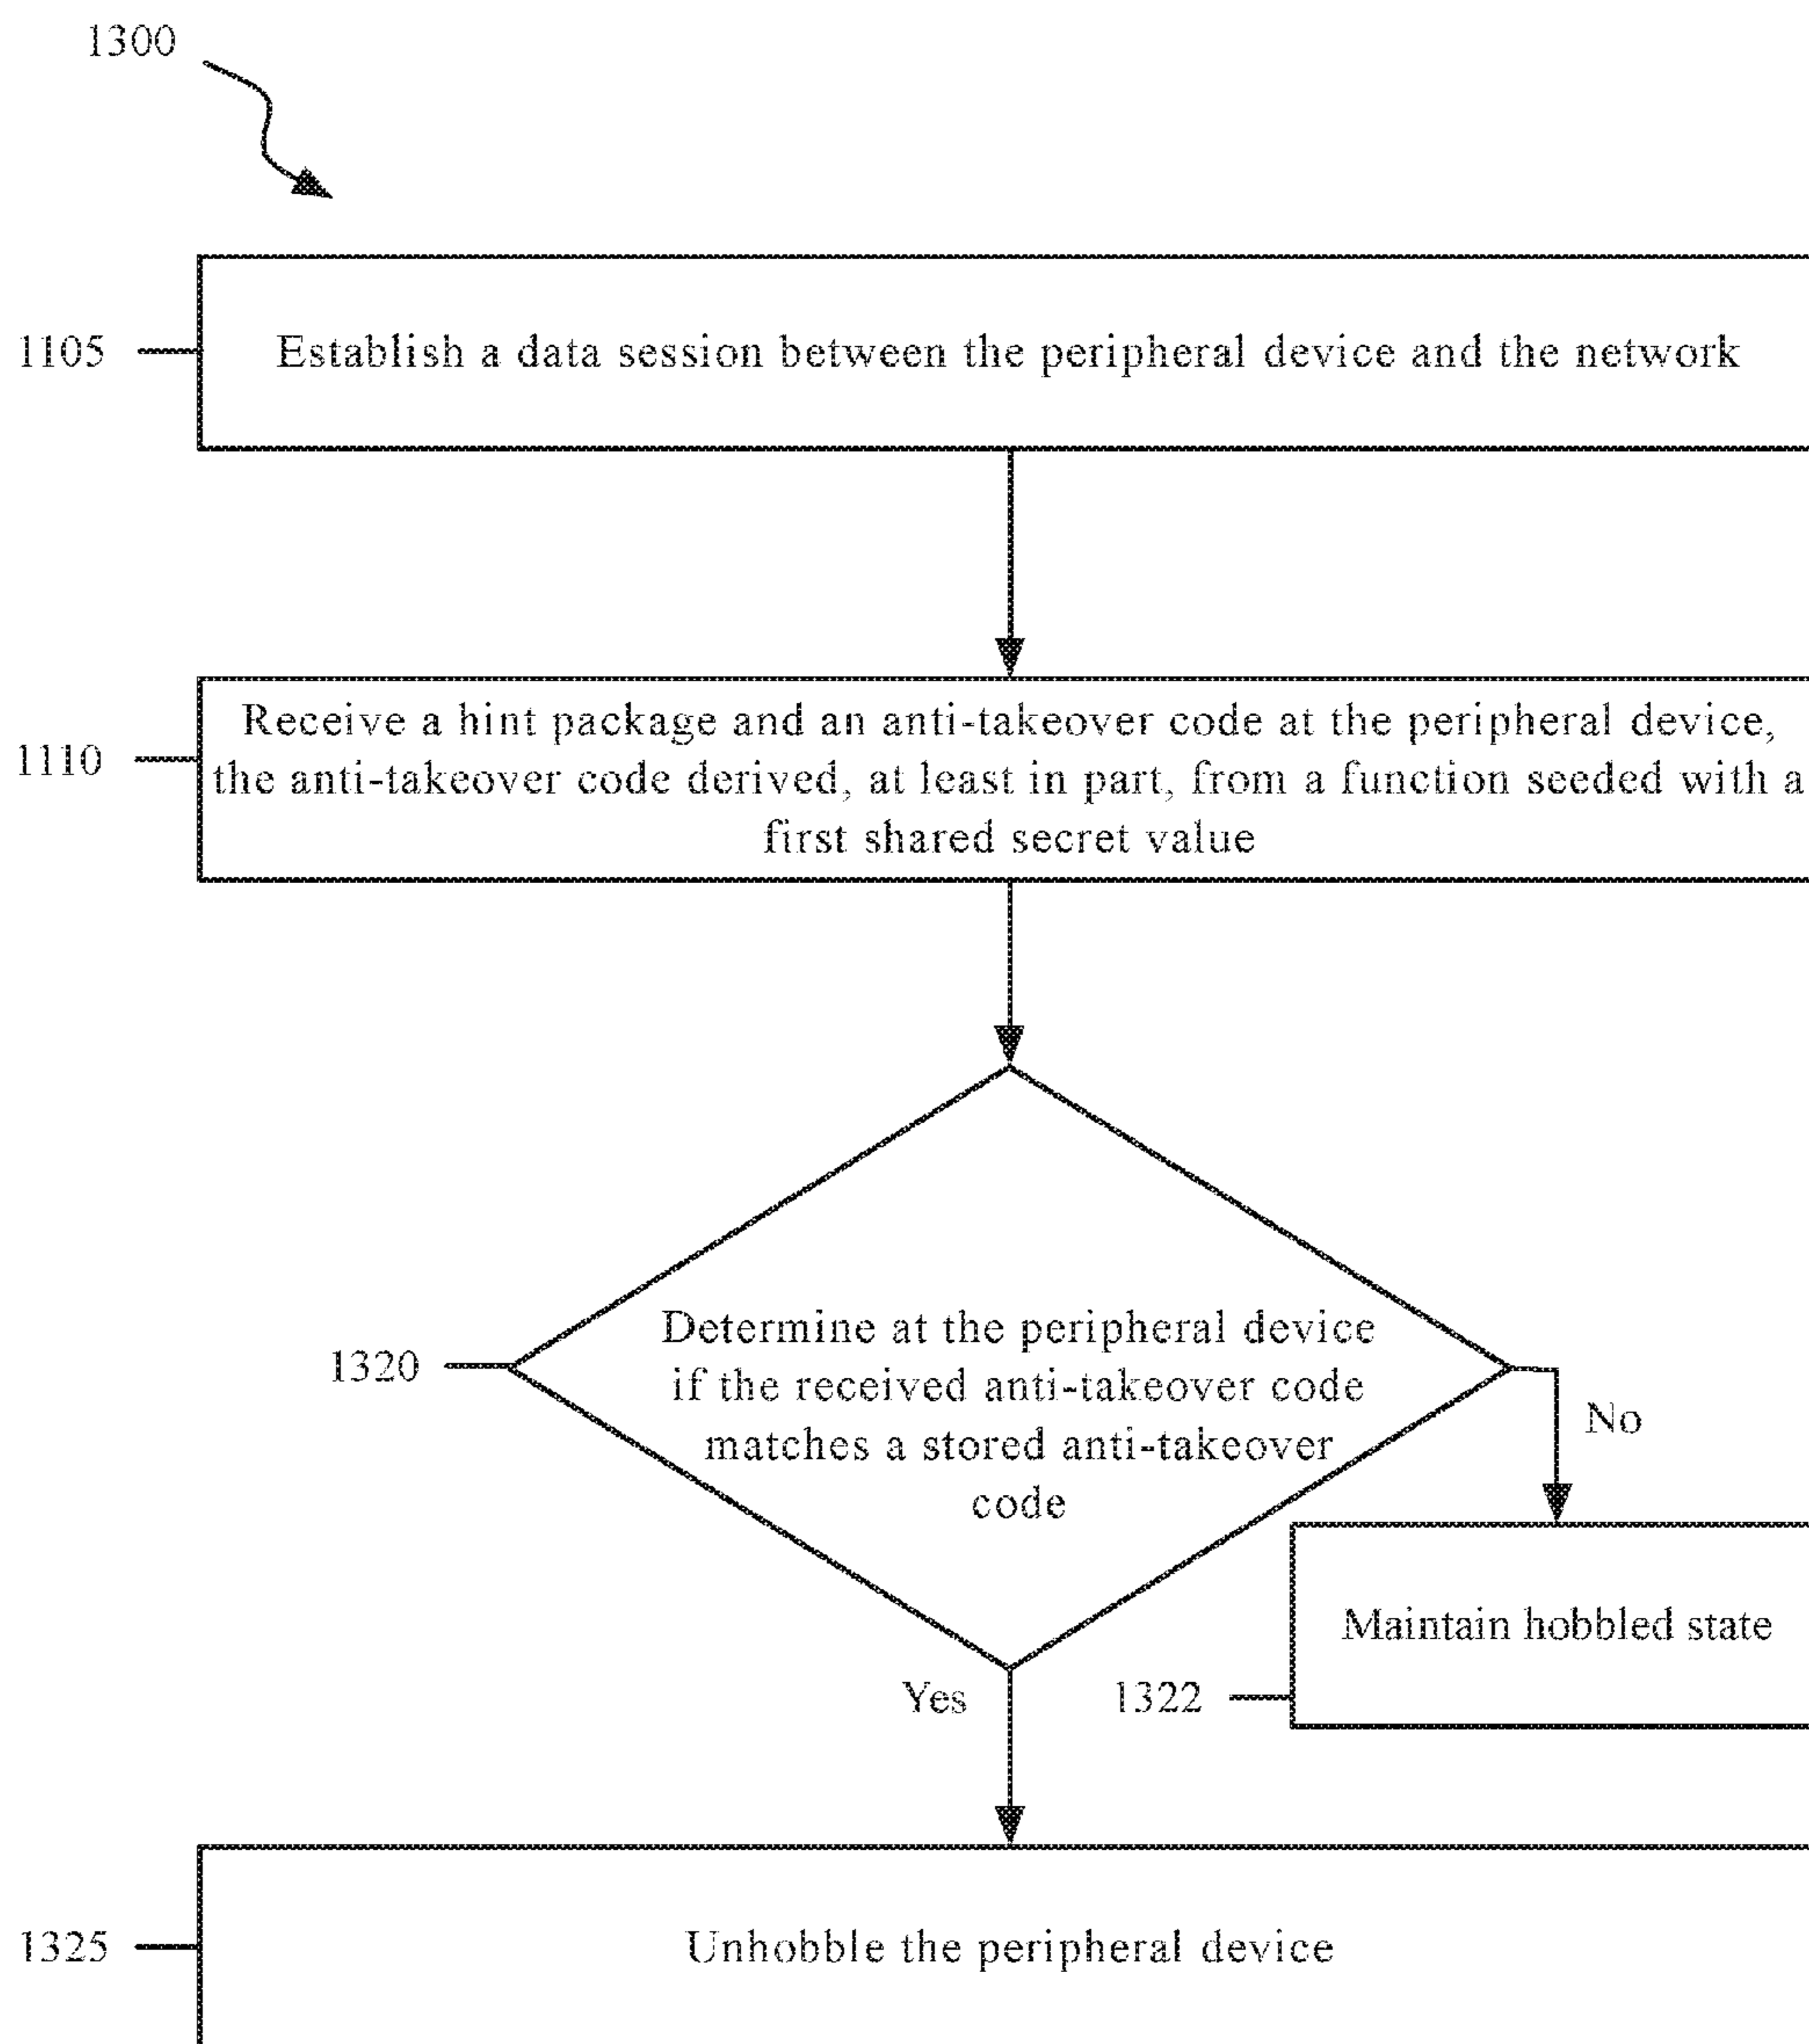 1300
1105
Establish a data session between the peripheral device and the network
1110
Receive a hint package and an anti-takeover code at the peripheral device,
the anti-takeover code derived, at least in part, from a function seeded with a
first shared secret value
1320
Determine at the peripheral device
if the received anti-takeover code
matches a stored anti-takeover
code
No
Maintain hobbled state
Yes
1322
1325
Unhobble the peripheral device